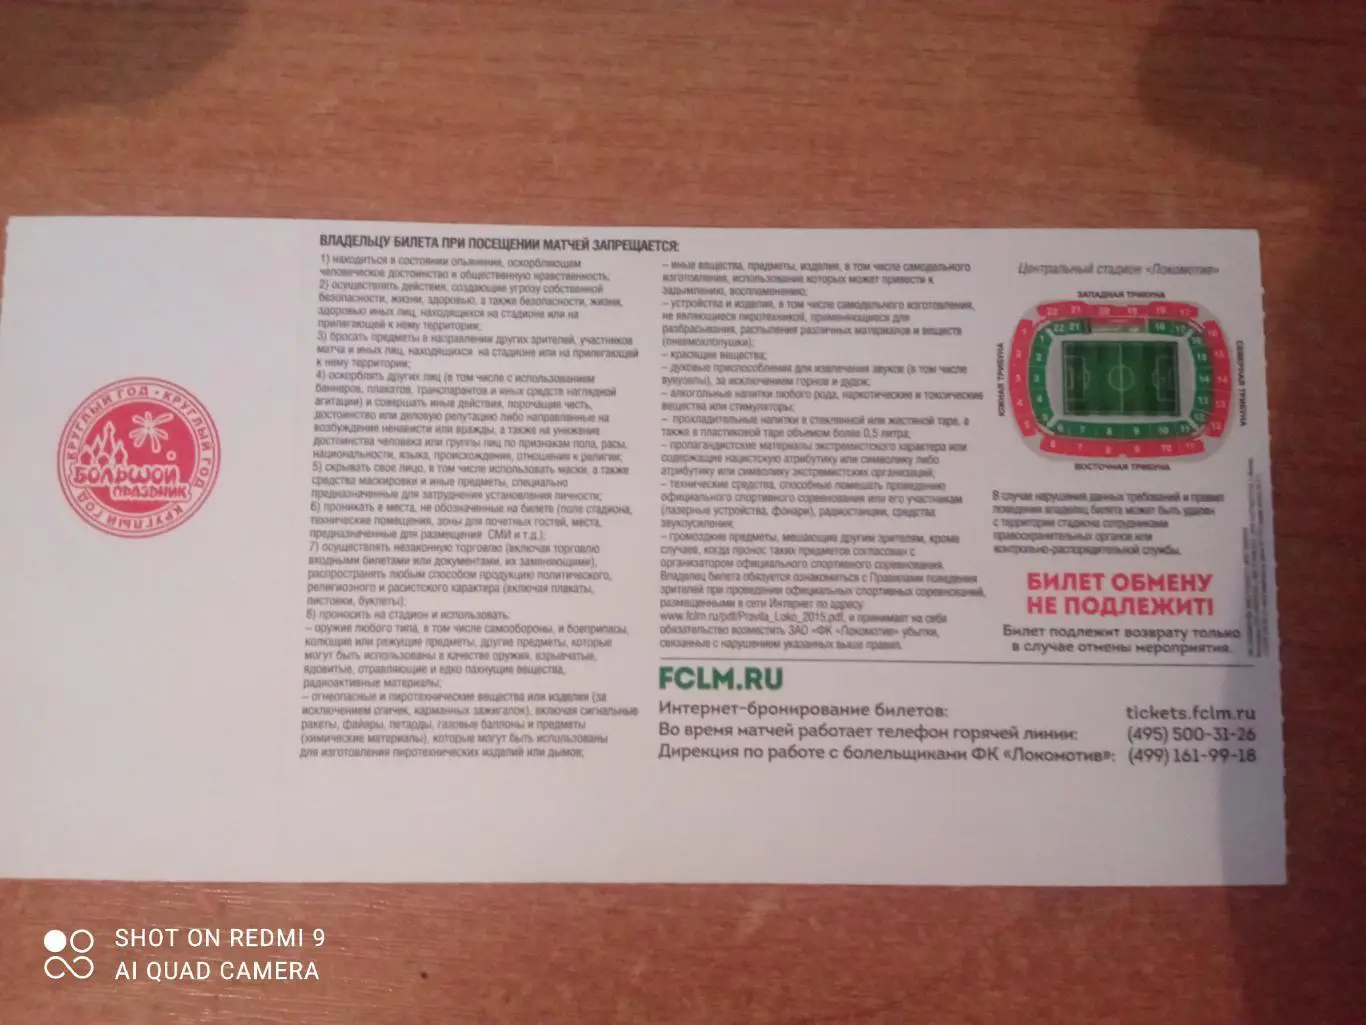 КРУГЛЫЙ ГОД · КРУГЛЫЙ ГОД · КРУГЛЫЙ ГОД
БОЛЬШОЙ
ПРАЗДНИК
ВЛАДЕЛЬЦУ БИЛЕТА ПРИ ПОСЕЩЕНИИ МАТЧЕЙ ЗАПРЕЩАЕТСЯ:
1) находиться в состоянии опьянения, оскорбляющем
человеческое достоинство и общественную нравственность;
2) осуществлять действия, создающие угрозу собственной
безопасности, жизни, здоровью, а также безопасности, жизни,
здоровью иных лиц, находящихся на стадионе или на
прилегающей к нему территории;
3) бросать предметы в направлении других зрителей, участников
матча и иных лиц, находящихся на стадионе или на прилегающей
к нему территории;
4) оскорблять других лиц (в том числе с использованием
баннеров, плакатов, транспарантов и иных средств наглядной
агитации) и совершать иные действия, порочащие честь,
достоинство или деловую репутацию либо направленные на
возбуждение ненависти или вражды, а также на унижение
достоинства человека или группы лиц по признакам пола, расы,
национальности, языка, происхождения, отношения к религии;
5) скрывать свое лицо, в том числе использовать маски, а также
средства маскировки и иные предметы, специально
предназначенные для затруднения установления личности;
6) проникать в места, не обозначенные на билете (поле стадиона,
технические помещения, зоны для почетных гостей, места,
предназначенные для размещения СМИ и т.д.);
7) осуществлять незаконную торговлю (включая торговлю
входными билетами или документами, их заменяющими),
распространять любым способом продукцию политического,
религиозного и расистского характера (включая плакаты,
листовки, буклеты);
8) проносить на стадион и использовать:
– оружие любого типа, в том числе самообороны, и боеприпасы,
колющие или режущие предметы, другие предметы, которые
могут быть использованы в качестве оружия, взрывчатые,
ядовитые, отравляющие и едко пахнущие вещества,
радиоактивные материалы;
– огнеопасные и пиротехнические вещества или изделия (за
исключением спичек, карманных зажигалок), включая сигнальные
ракеты, файеры, петарды, газовые баллоны и предметы
(химические материалы), которые могут быть использованы
для изготовления пиротехнических изделий или дымов;
– иные вещества, предметы, изделия, в том числе самодельного
изготовления, использование которых может привести к
задымлению, воспламенению;
– устройства и изделия, в том числе самодельного изготовления,
не являющиеся пиротехникой, применяющиеся для
разбрасывания, распыления различных материалов и веществ
(пневмохлопушки);
– красящие вещества;
– духовые приспособления для извлечения звуков (в том числе
вувузелы), за исключением горнов и дудок;
– алкогольные напитки любого рода, наркотические и токсические
вещества или стимуляторы;
– прохладительные напитки в стеклянной или жестяной таре, а
также в пластиковой таре объемом более 0,5 литра;
– пропагандистские материалы экстремистского характера или
содержащие нацистскую атрибутику или символику либо
атрибутику или символику экстремистских организаций;
– технические средства, способные помешать проведению
официального спортивного соревнования или его участникам
(лазерные устройства, фонари), радиостанции, средства
звукоусиления;
– громоздкие предметы, мешающие другим зрителям, кроме
случаев, когда пронос таких предметов согласован с
организатором официального спортивного соревнования.
Владелец билета обязуется ознакомиться с Правилами поведения
зрителей при проведении официальных спортивных соревнований,
размещенными в сети Интернет по адресу
www.fclm.ru/pdf/Pravila_Loko_2015.pdf, и принимает на себя
обязательство возместить ЗАО «ФК «Локомотив» убытки,
связанные с нарушением указанных выше правил.
Центральный стадион «Локомотив»
ЗАПАДНАЯ ТРИБУНА
ЮЖНАЯ ТРИБУНА
СЕВЕРНАЯ ТРИБУНА
ВОСТОЧНАЯ ТРИБУНА
В случае нарушения данных требований и правил
поведения владелец билета может быть удален
с территории стадиона сотрудниками
правоохранительных органов или
контрольно-распорядительной службы.
БИЛЕТ ОБМЕНУ
НЕ ПОДЛЕЖИТ!
Билет подлежит возврату только
в случае отмены мероприятия.
FCLM.RU
Интернет-бронирование билетов: tickets.fclm.ru
Во время матчей работает телефон горячей линии: (495) 500-31-26
Дирекция по работе с болельщиками ФК «Локомотив»: (499) 161-99-18
SHOT ON REDMI 9
AI QUAD CAMERA